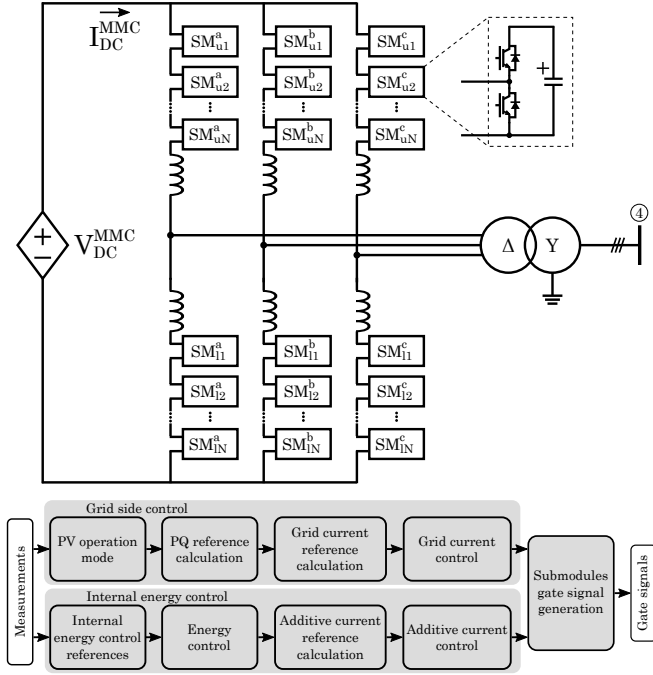 I_DC^MMC
SM_u1^a SM_u1^b SM_u1^c
SM_u2^a SM_u2^b SM_u2^c
SM_uN^a SM_uN^b SM_uN^c
+
V_DC^MMC
+
−
Δ Y
④
SM_l1^a SM_l1^b SM_l1^c
SM_l2^a SM_l2^b SM_l2^c
SM_lN^a SM_lN^b SM_lN^c
Measurements
Grid side control
PV operation
mode
PQ reference
calculation
Grid current
reference
calculation
Grid current
control
Internal energy control
Internal
energy control
references
Energy
control
Additive current
reference
calculation
Additive current
control
Submodules
gate signal
generation
Gate signals